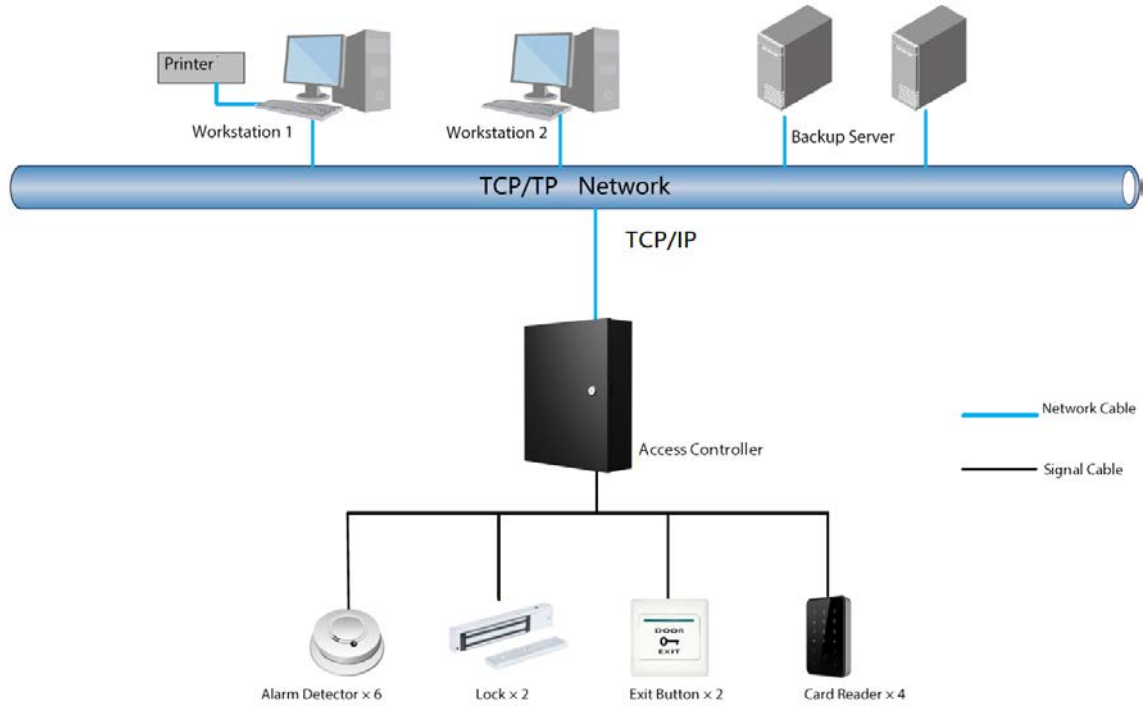 Printer
Workstation 1
Workstation 2
Backup Server
TCP/TP Network
TCP/IP
Access Controller
Network Cable
Signal Cable
DOOR
EXIT
Alarm Detector × 6
Lock × 2
Exit Button × 2
Card Reader × 4